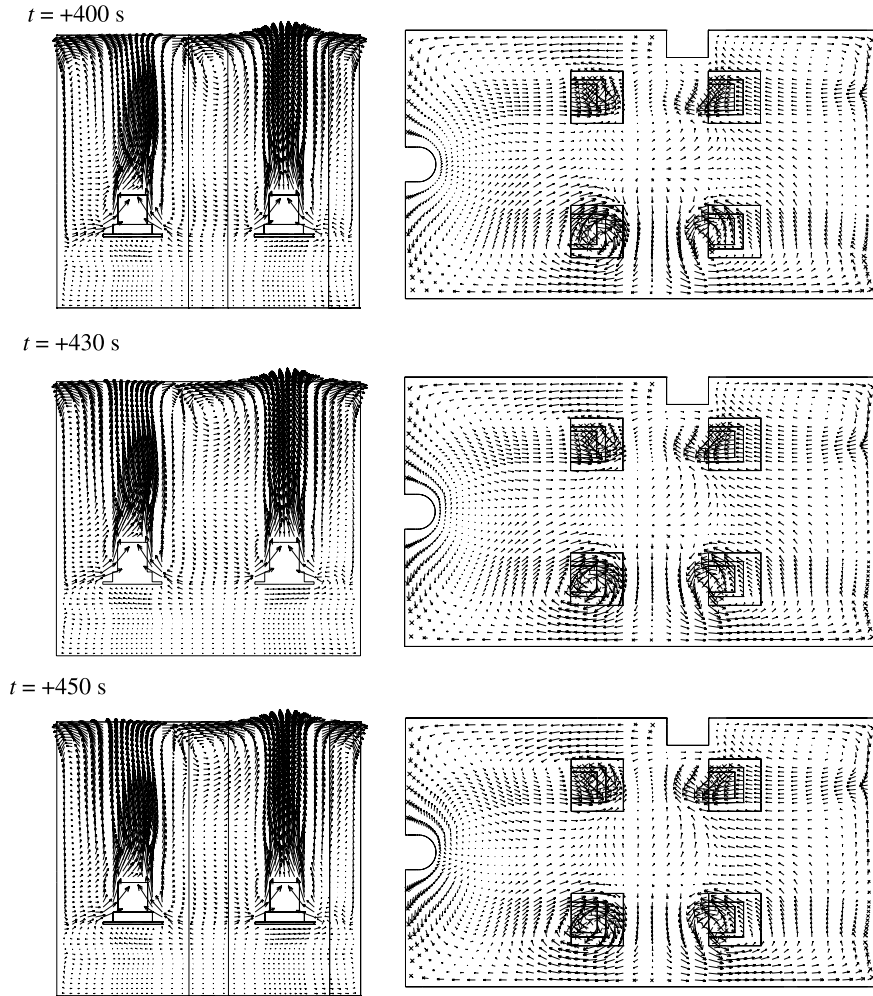 t = +400 s
t = +430 s
t = +450 s